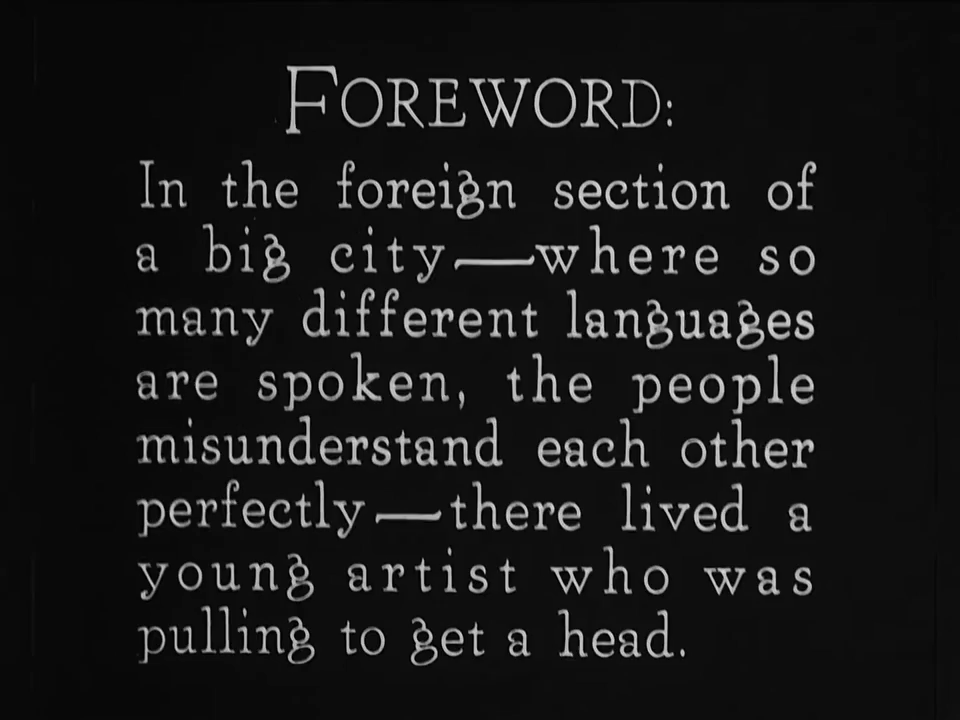 FOREWORD:
In the foreign section of
a big city—where so
many different languages
are spoken, the people
misunderstand each other
perfectly—there lived a
young artist who was
pulling to get a head.